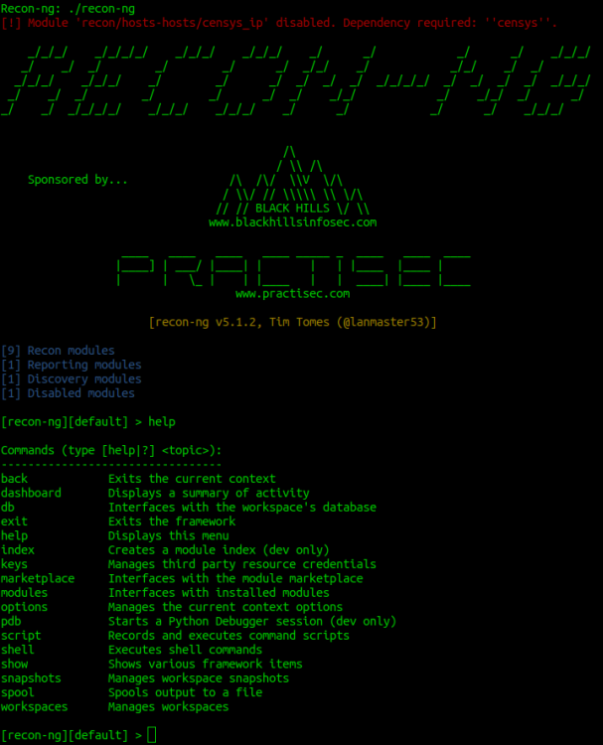 Recon-ng: ./recon-ng
[!] Module 'recon/hosts-hosts/censys_ip' disabled. Dependency required: ''censys''.
RECON-NG
Sponsored by...
BLACK HILLS
www.blackhillsinfosec.com
PRACTISEC
www.practisec.com
[recon-ng v5.1.2, Tim Tomes (@lanmaster53)]
[9] Recon modules
[1] Reporting modules
[1] Discovery modules
[1] Disabled modules
[recon-ng][default] > help
Commands (type [help|?] <topic>):
---------------------------------
back            Exits the current context
dashboard       Displays a summary of activity
db              Interfaces with the workspace's database
exit            Exits the framework
help            Displays this menu
index           Creates a module index (dev only)
keys            Manages third party resource credentials
marketplace     Interfaces with the module marketplace
modules         Interfaces with installed modules
options         Manages the current context options
pdb             Starts a Python Debugger session (dev only)
script          Records and executes command scripts
shell           Executes shell commands
show            Shows various framework items
snapshots       Manages workspace snapshots
spool           Spools output to a file
workspaces      Manages workspaces
[recon-ng][default] >